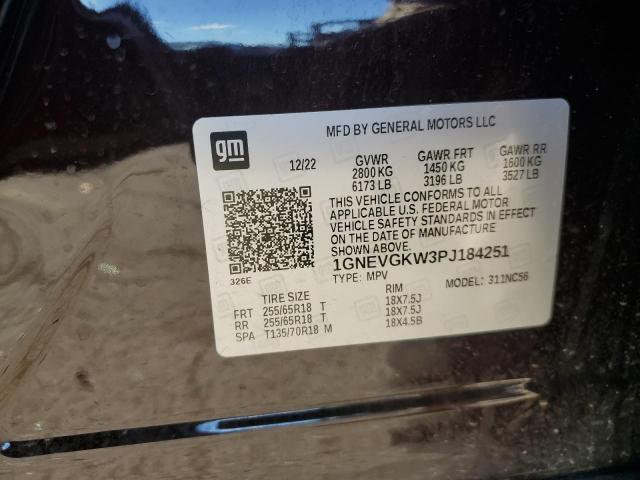 MFD BY GENERAL MOTORS LLC
gm
12/22 GVWR GAWR FRT GAWR RR
2800 KG 1450 KG 1600 KG
6173 LB 3196 LB 3527 LB
THIS VEHICLE CONFORMS TO ALL
APPLICABLE U.S. FEDERAL MOTOR
VEHICLE SAFETY STANDARDS IN EFFECT
ON THE DATE OF MANUFACTURE
SHOWN ABOVE.
1GNEVGKW3PJ184251
326E TYPE: MPV MODEL: 311NC56
TIRE SIZE RIM
FRT 255/65R18 T 18X7.5J
RR 255/65R18 T 18X7.5J
SPA T135/70R18 M 18X4.5B